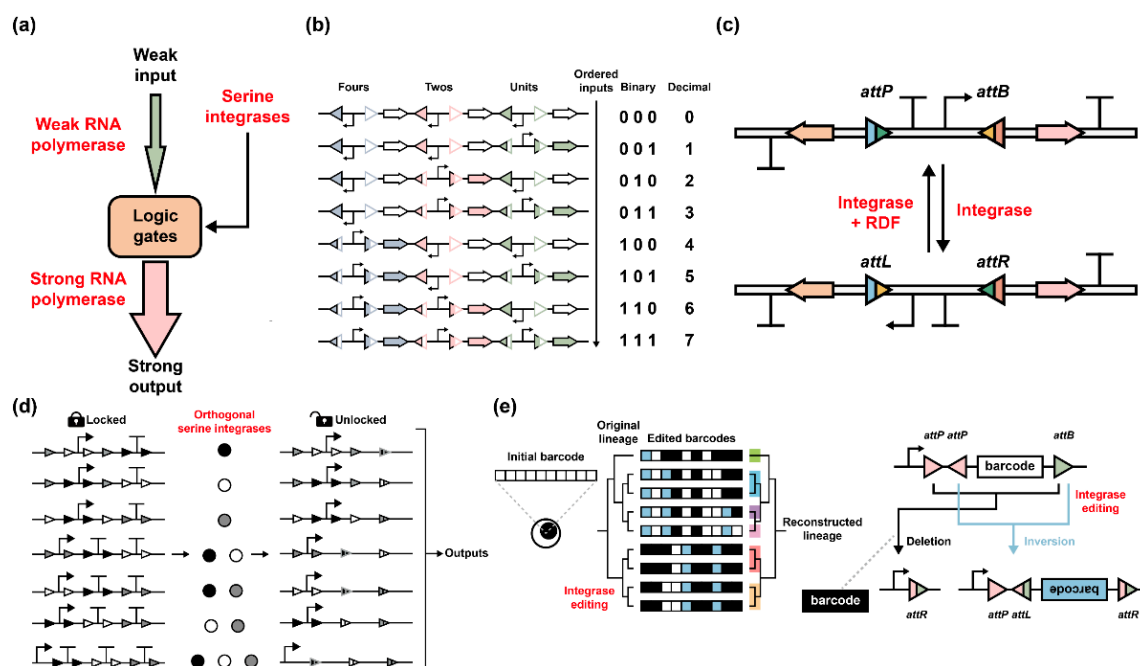 (a)
Weak
input
Weak RNA
polymerase
Serine
integrases
Logic
gates
Strong RNA
polymerase
Strong
output
(b)
Fours Twos Units Ordered inputs Binary Decimal
0 0 0 0
0 0 1 1
0 1 0 2
0 1 1 3
1 0 0 4
1 0 1 5
1 1 0 6
1 1 1 7
(c)
attP attB
Integrase
+ RDF
Integrase
attL attR
(d)
Locked
Orthogonal
serine integrases
Unlocked
Outputs
(e)
Initial barcode
Original
lineage
Edited barcodes
Reconstructed
lineage
Integrase
editing
attP attP attB
barcode
Integrase
editing
Deletion
Inversion
barcode
attR
barcode
attP attL attR